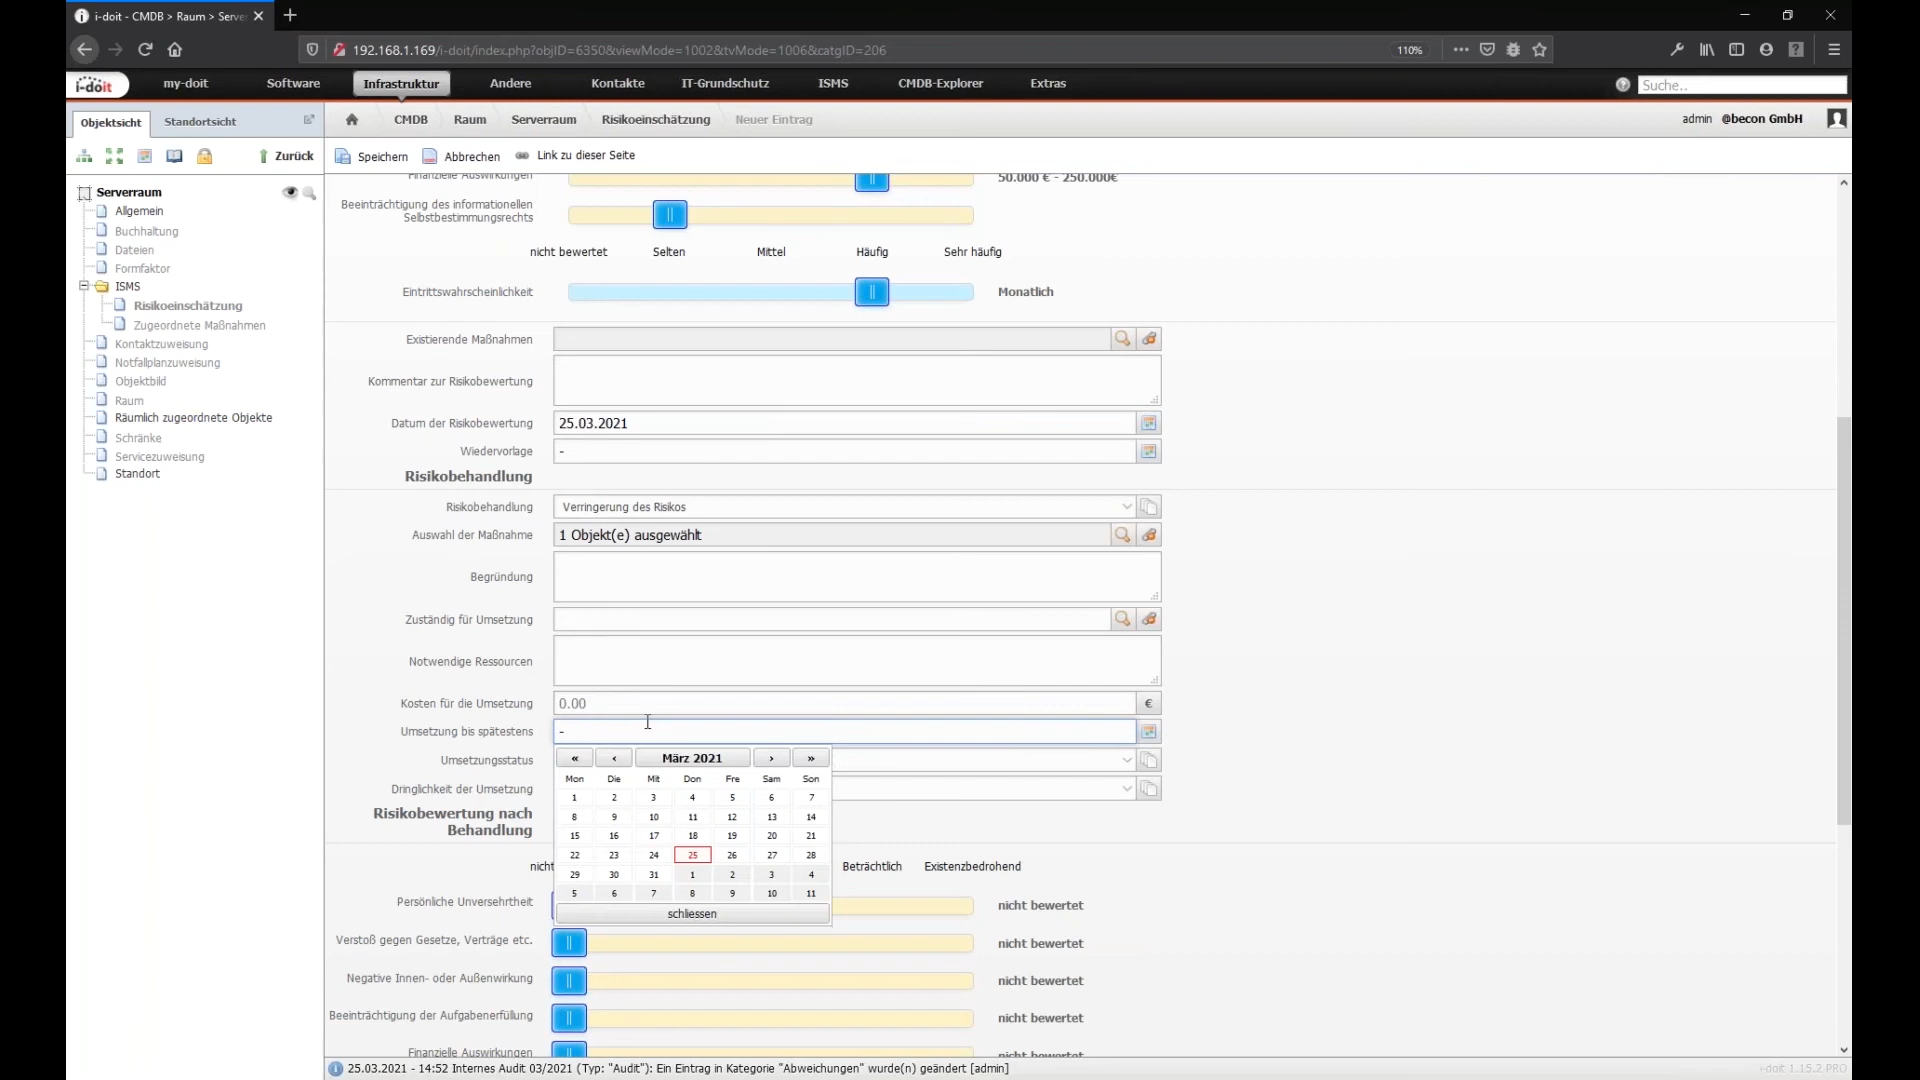 i-doit - CMDB > Raum > Server
192.168.1.169/i-doit/index.php?objID=6350&viewMode=1002&tvMode=1006&catgID=206
110%
i-doit
my-doit
Software
Infrastruktur
Andere
Kontakte
IT-Grundschutz
ISMS
CMDB-Explorer
Extras
Suche..
Objektsicht
Standortsicht
CMDB
Raum
Serverraum
Risikoeinschätzung
Neuer Eintrag
admin @becon GmbH
Zurück
Speichern
Abbrechen
Link zu dieser Seite
Serverraum
Allgemein
Buchhaltung
Dateien
Formfaktor
ISMS
Risikoeinschätzung
Zugeordnete Maßnahmen
Kontaktzuweisung
Notfallplanzuweisung
Objektbild
Raum
Räumlich zugeordnete Objekte
Schränke
Servicezuweisung
Standort
Finanzielle Auswirkungen
50.000 € - 250.000€
Beeinträchtigung des informationellen
Selbstbestimmungsrechts
nicht bewertet Selten Mittel Häufig Sehr häufig
Eintrittswahrscheinlichkeit
Monatlich
Existierende Maßnahmen
Kommentar zur Risikobewertung
Datum der Risikobewertung
25.03.2021
Wiedervorlage
-
Risikobehandlung
Risikobehandlung
Verringerung des Risikos
Auswahl der Maßnahme
1 Objekt(e) ausgewählt
Begründung
Zuständig für Umsetzung
Notwendige Ressourcen
Kosten für die Umsetzung
0.00
€
Umsetzung bis spätestens
-
Umsetzungsstatus
Dringlichkeit der Umsetzung
« ‹ März 2021 › »
Mon Die Mit Don Fre Sam Son
1 2 3 4 5 6 7
8 9 10 11 12 13 14
15 16 17 18 19 20 21
22 23 24 25 26 27 28
29 30 31 1 2 3 4
5 6 7 8 9 10 11
schliessen
Risikobewertung nach
Behandlung
nicht
Beträchtlich
Existenzbedrohend
Persönliche Unversehrtheit
nicht bewertet
Verstoß gegen Gesetze, Verträge etc.
nicht bewertet
Negative Innen- oder Außenwirkung
nicht bewertet
Beeinträchtigung der Aufgabenerfüllung
nicht bewertet
Finanzielle Auswirkungen
nicht bewertet
25.03.2021 - 14:52 Internes Audit 03/2021 (Typ: "Audit"): Ein Eintrag in Kategorie "Abweichungen" wurde(n) geändert [admin]
i-doit 1.15.2 PRO